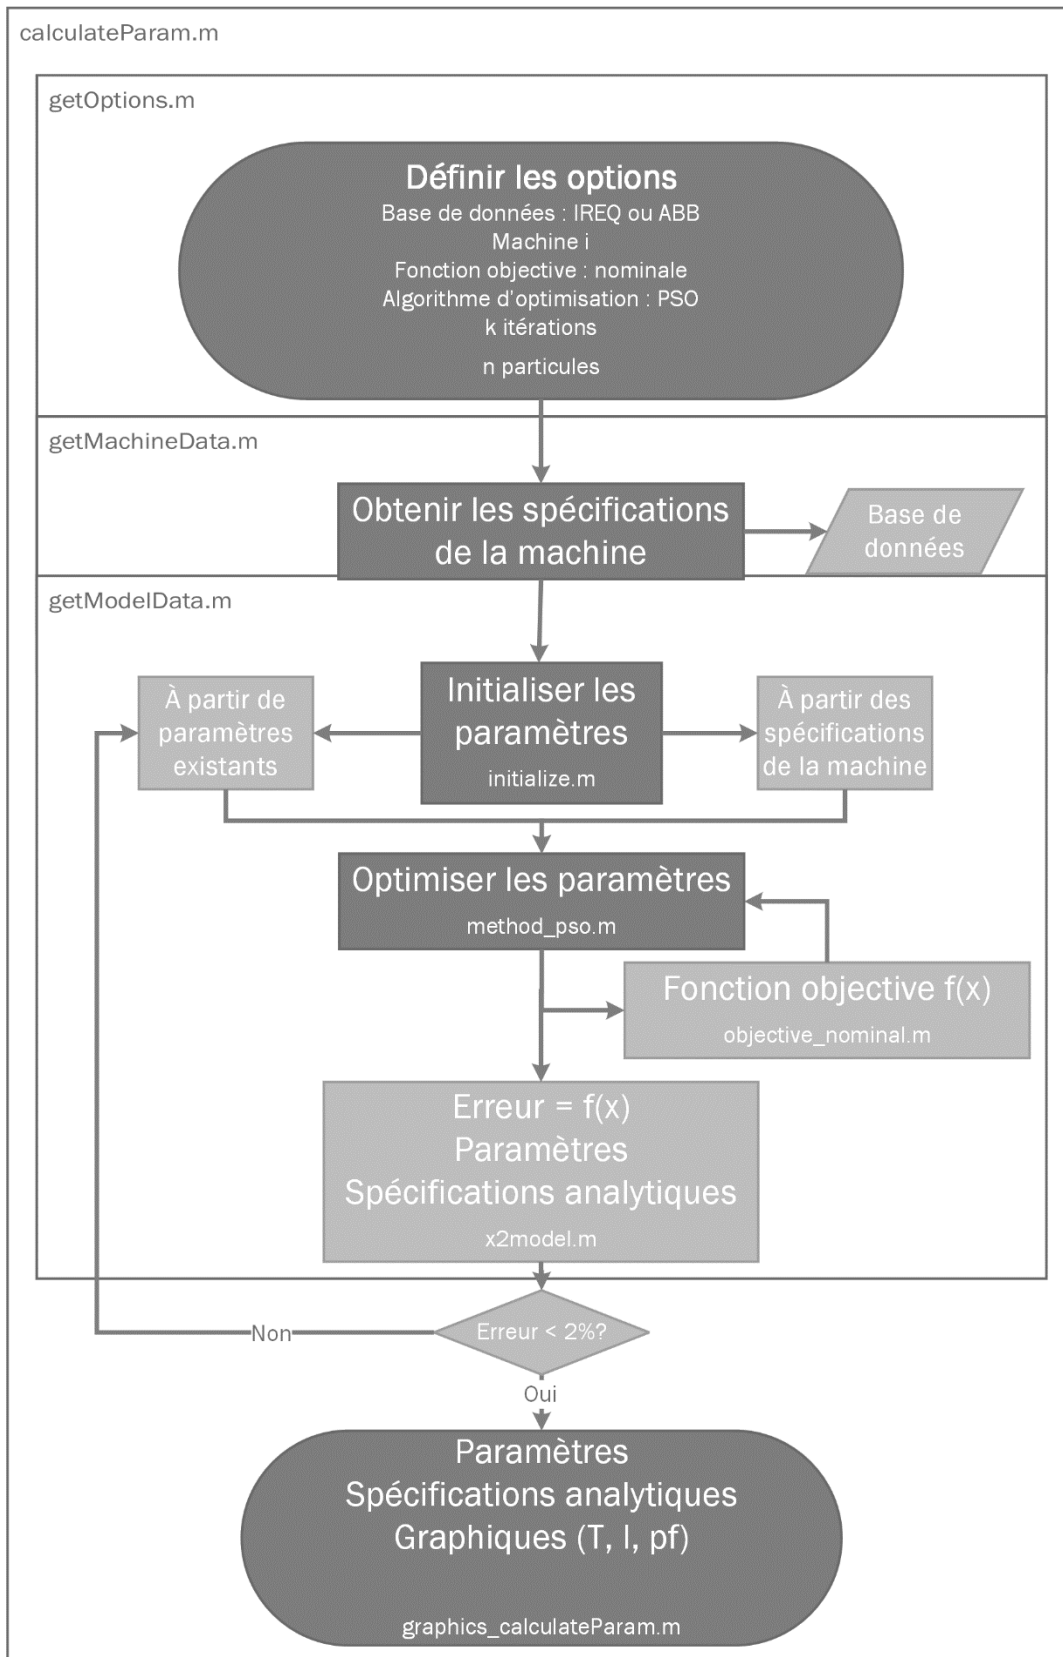 calculateParam.m
getOptions.m
Définir les options
Base de données : IREQ ou ABB
Machine i
Fonction objective : nominale
Algorithme d'optimisation : PSO
k itérations
n particules
getMachineData.m
Obtenir les spécifications
de la machine
Base de
données
getModelData.m
À partir de
paramètres
existants
Initialiser les
paramètres
initialize.m
À partir des
spécifications
de la machine
Optimiser les paramètres
method_pso.m
Fonction objective f(x)
objective_nominal.m
Erreur = f(x)
Paramètres
Spécifications analytiques
x2model.m
Erreur < 2%?
Non
Oui
Paramètres
Spécifications analytiques
Graphiques (T, I, pf)
graphics_calculateParam.m